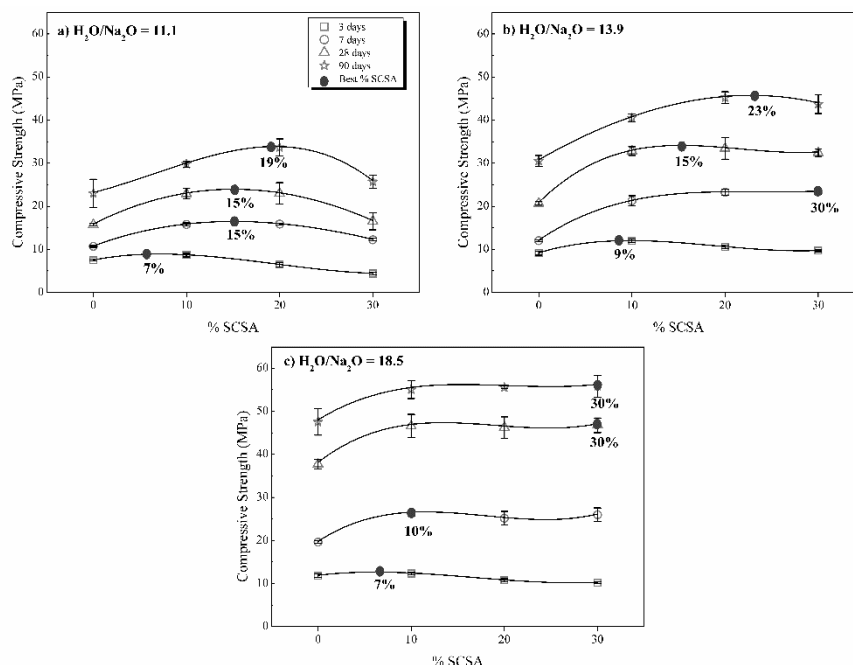 a) H₂O/Na₂O = 11.1
3 days
7 days
28 days
90 days
Best % SCSA
60
50
40
30
20
10
0
Compressive Strength (MPa)
19%
15%
15%
7%
0 10 20 30
% SCSA
b) H₂O/Na₂O = 13.9
60
50
40
30
20
10
0
Compressive Strength (MPa)
23%
15%
30%
9%
0 10 20 30
% SCSA
c) H₂O/Na₂O = 18.5
60
50
40
30
20
10
0
Compressive Strength (MPa)
30%
30%
10%
7%
0 10 20 30
% SCSA